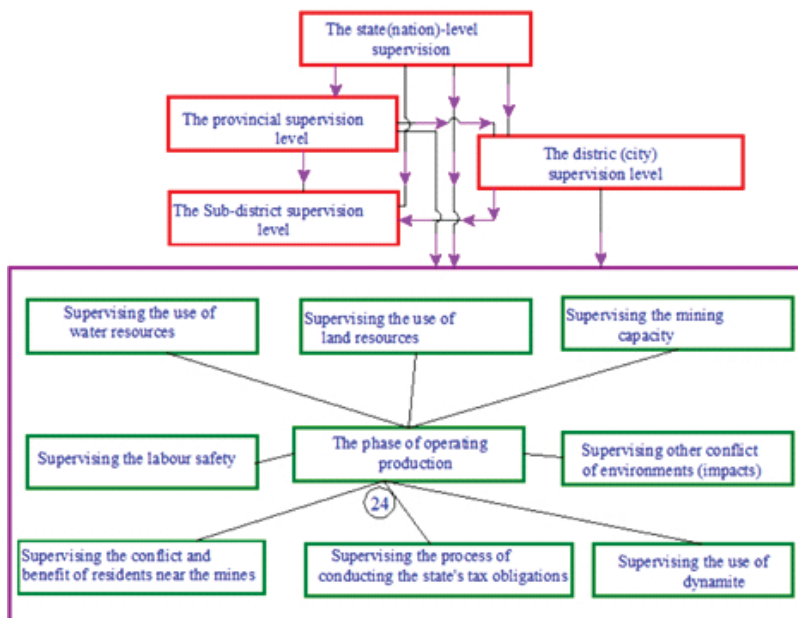 The state(nation)-level
supervision
The provincial supervision
level
The distric (city)
supervision level
The Sub-district supervision
level
Supervising the use of
water resources
Supervising the use of
land resources
Supervising the mining
capacity
Supervising the labour safety
The phase of operating
production
Supervising other conflict
of environments (impacts)
24
Supervising the conflict and
benefit of residents near the mines
Supervising the process of
conducting the state's tax obligations
Supervising the use of
dynamite